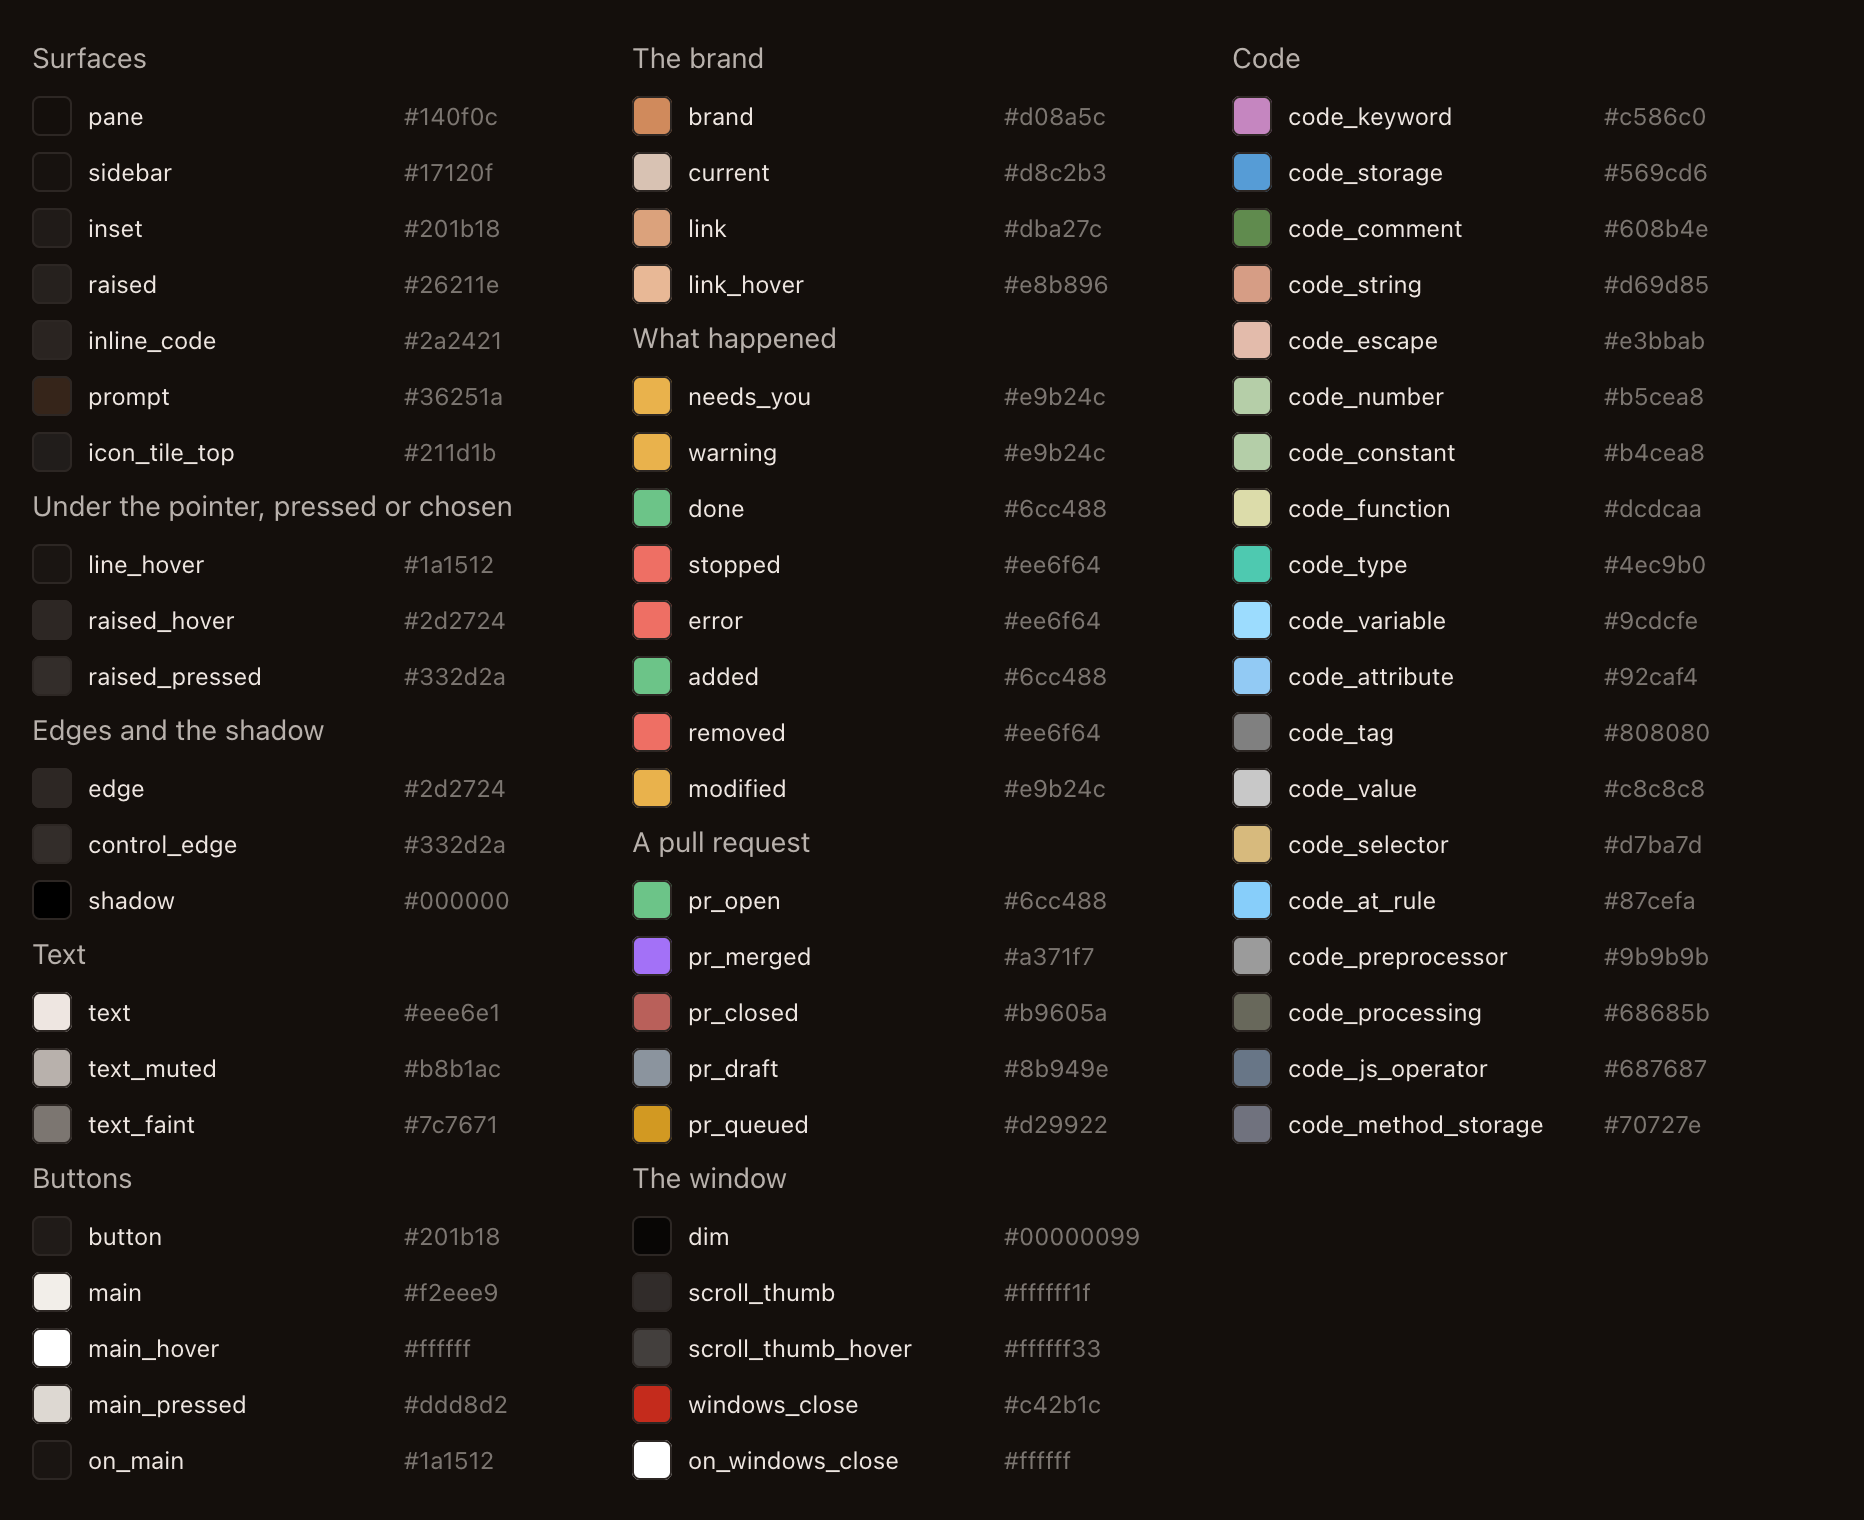 Surfaces
pane #140f0c
sidebar #17120f
inset #201b18
raised #26211e
inline_code #2a2421
prompt #36251a
icon_tile_top #211d1b
Under the pointer, pressed or chosen
line_hover #1a1512
raised_hover #2d2724
raised_pressed #332d2a
Edges and the shadow
edge #2d2724
control_edge #332d2a
shadow #000000
Text
text #eee6e1
text_muted #b8b1ac
text_faint #7c7671
Buttons
button #201b18
main #f2eee9
main_hover #ffffff
main_pressed #ddd8d2
on_main #1a1512
The brand
brand #d08a5c
current #d8c2b3
link #dba27c
link_hover #e8b896
What happened
needs_you #e9b24c
warning #e9b24c
done #6cc488
stopped #ee6f64
error #ee6f64
added #6cc488
removed #ee6f64
modified #e9b24c
A pull request
pr_open #6cc488
pr_merged #a371f7
pr_closed #b9605a
pr_draft #8b949e
pr_queued #d29922
The window
dim #00000099
scroll_thumb #ffffff1f
scroll_thumb_hover #ffffff33
windows_close #c42b1c
on_windows_close #ffffff
Code
code_keyword #c586c0
code_storage #569cd6
code_comment #608b4e
code_string #d69d85
code_escape #e3bbab
code_number #b5cea8
code_constant #b4cea8
code_function #dcdcaa
code_type #4ec9b0
code_variable #9cdcfe
code_attribute #92caf4
code_tag #808080
code_value #c8c8c8
code_selector #d7ba7d
code_at_rule #87cefa
code_preprocessor #9b9b9b
code_processing #68685b
code_js_operator #687687
code_method_storage #70727e